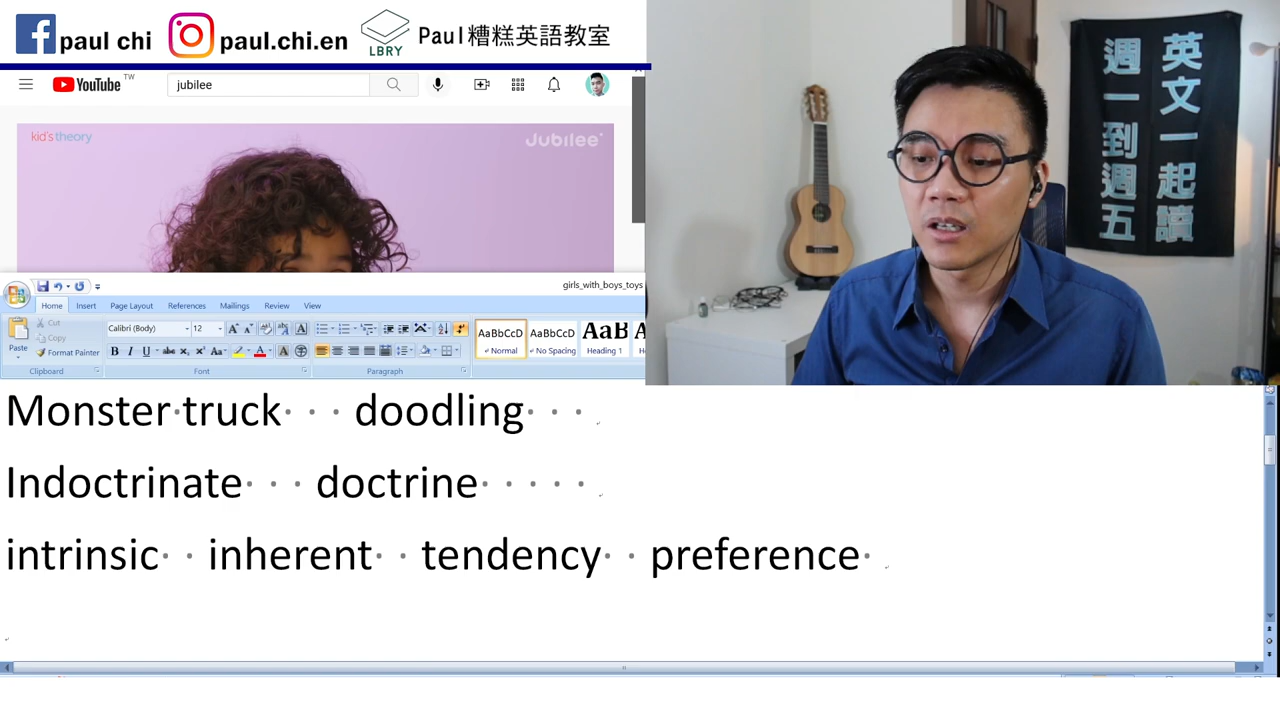 paul chi
paul.chi.en
LBRY
Paul糟糕英語教室
YouTube
TW
jubilee
kid's theory
Jubilee
girls_with_boys_toys
Home Insert Page Layout References Mailings Review View
Paste
Cut
Copy
Format Painter
Calibri (Body)
12
AaBbCcD
Normal
AaBbCcD
No Spacing
AaBb
Heading 1
Clipboard
Font
Paragraph
Monster truck doodling
Indoctrinate doctrine
intrinsic inherent tendency preference
英文一起讀
週一到週五